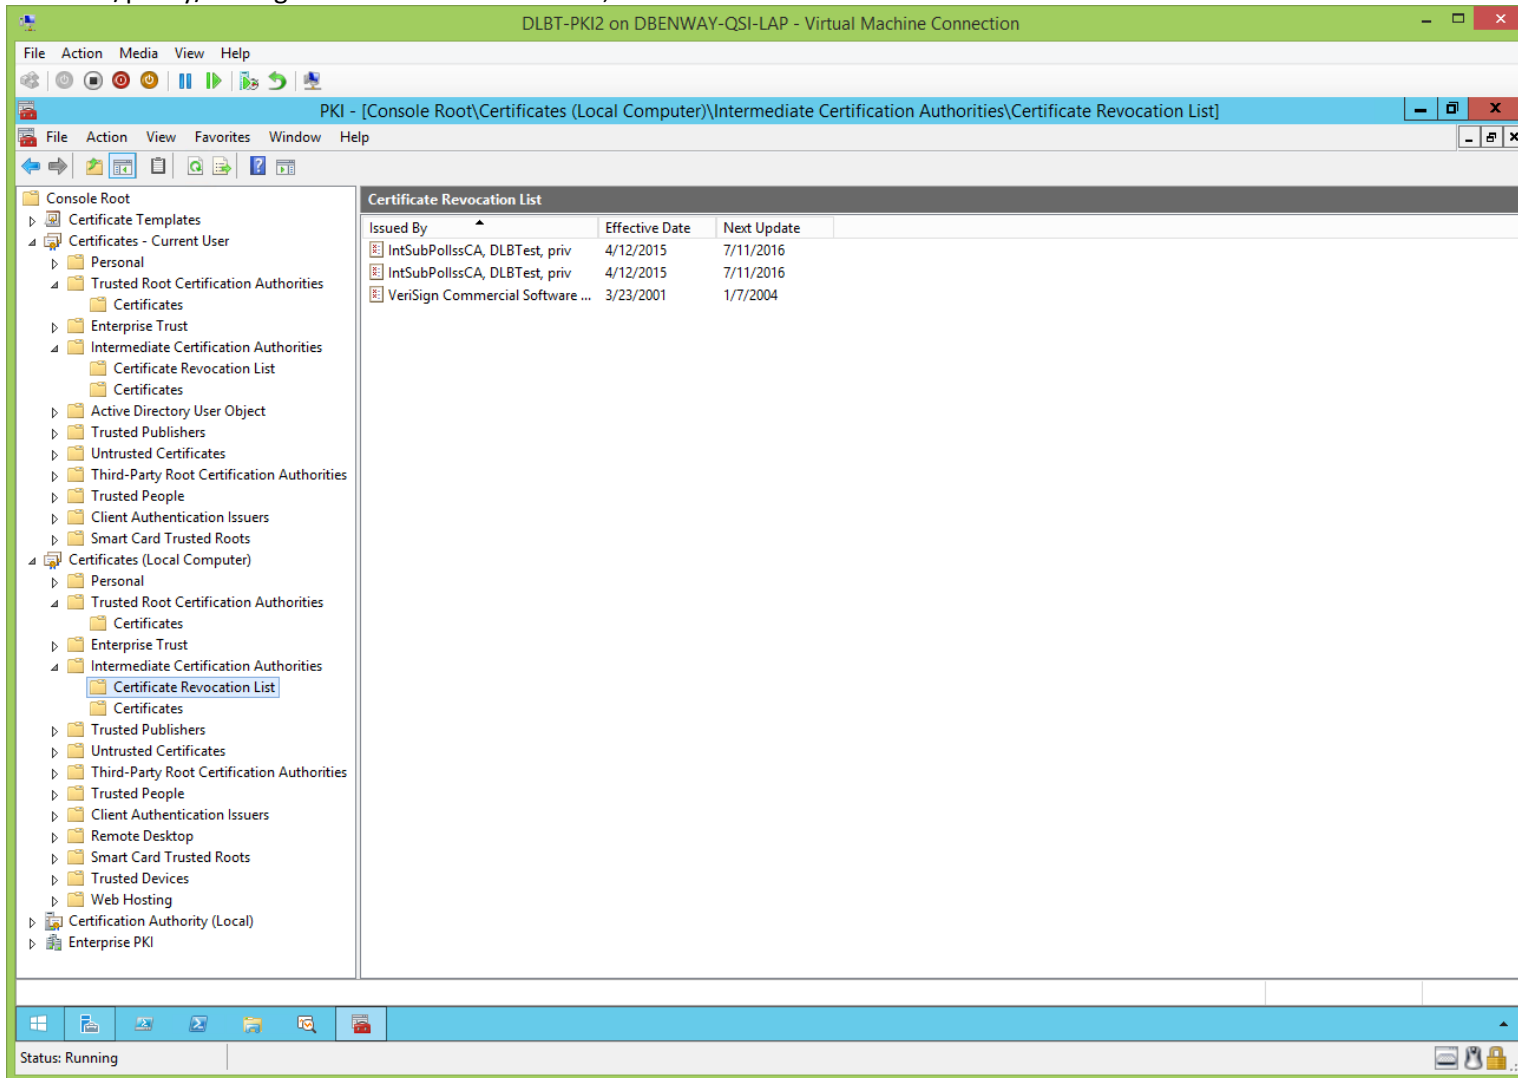 DLBT-PKI2 on DBENWAY-QSI-LAP - Virtual Machine Connection
File Action Media View Help
PKI - [Console Root\Certificates (Local Computer)\Intermediate Certification Authorities\Certificate Revocation List]
File Action View Favorites Window Help
Console Root
Certificate Templates
Certificates - Current User
Personal
Trusted Root Certification Authorities
Certificates
Enterprise Trust
Intermediate Certification Authorities
Certificate Revocation List
Certificates
Active Directory User Object
Trusted Publishers
Untrusted Certificates
Third-Party Root Certification Authorities
Trusted People
Client Authentication Issuers
Smart Card Trusted Roots
Certificates (Local Computer)
Personal
Trusted Root Certification Authorities
Certificates
Enterprise Trust
Intermediate Certification Authorities
Certificate Revocation List
Certificates
Trusted Publishers
Untrusted Certificates
Third-Party Root Certification Authorities
Trusted People
Client Authentication Issuers
Remote Desktop
Smart Card Trusted Roots
Trusted Devices
Web Hosting
Certification Authority (Local)
Enterprise PKI
Certificate Revocation List
Issued By Effective Date Next Update
IntSubPolIssCA, DLBTest, priv 4/12/2015 7/11/2016
IntSubPolIssCA, DLBTest, priv 4/12/2015 7/11/2016
VeriSign Commercial Software ... 3/23/2001 1/7/2004
Status: Running